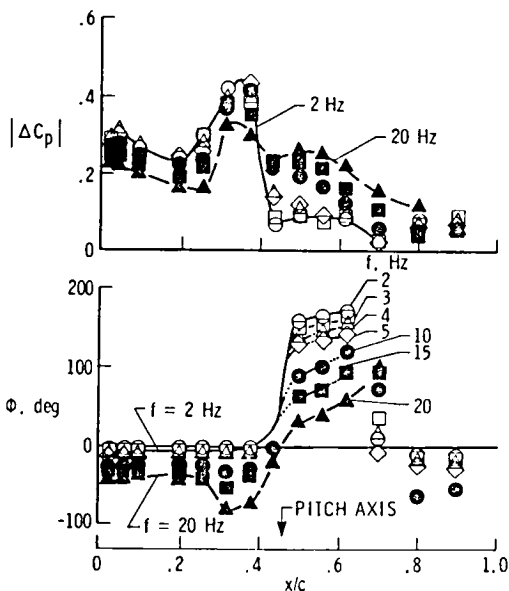 .6
.4
|ΔCp|
.2
0
2 Hz
20 Hz
f, Hz
200
100
Φ, deg
0
-100
2
3
4
5
10
15
20
f = 2 Hz
f = 20 Hz
PITCH AXIS
0 .2 .4 .6 .8 1.0
x/c